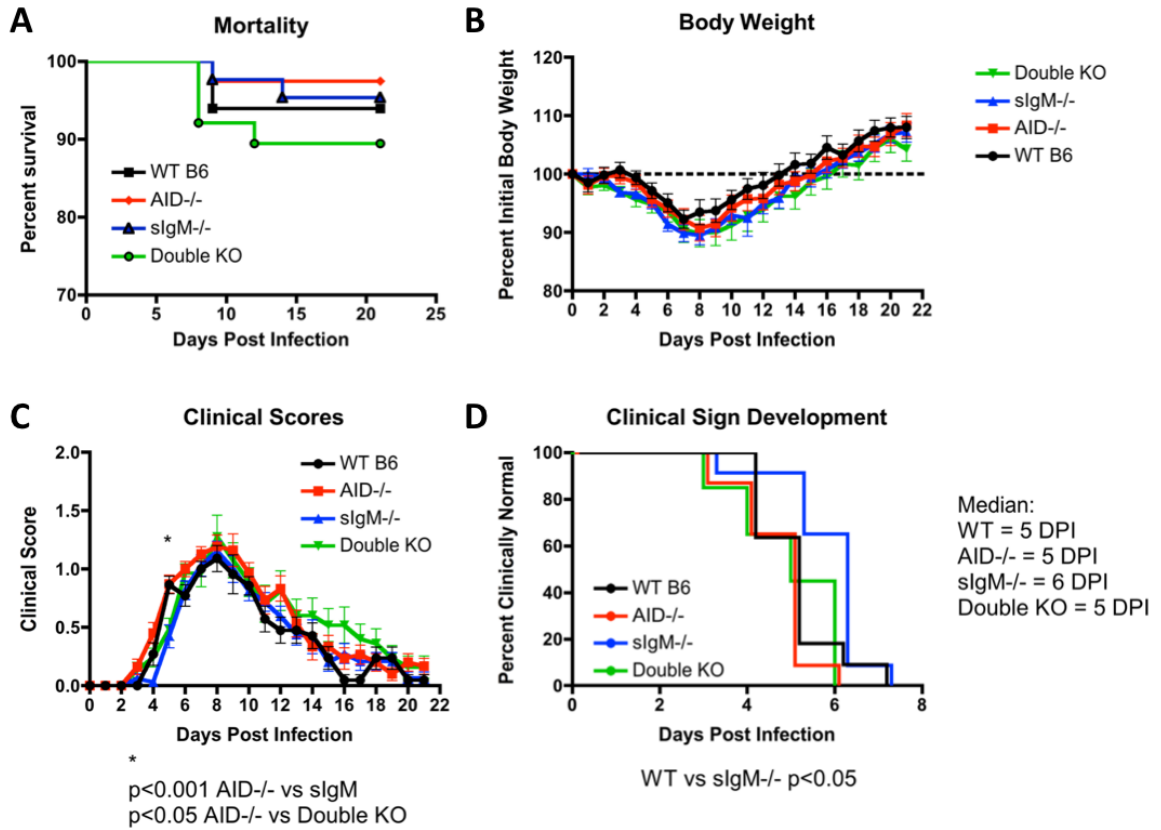 A
Mortality
Percent survival
100
90
80
70
0
5
10
15
20
25
Days Post Infection
WT B6
AID-/-
sIgM-/-
Double KO
B
Body Weight
Percent Initial Body Weight
120
110
100
90
80
0 2 4 6 8 10 12 14 16 18 20 22
Days Post Infection
Double KO
sIgM-/-
AID-/-
WT B6
C
Clinical Scores
Clinical Score
2.0
1.5
1.0
0.5
0.0
0 2 4 6 8 10 12 14 16 18 20 22
Days Post Infection
*
WT B6
AID-/-
sIgM-/-
Double KO
*
p<0.001 AID-/- vs sIgM
p<0.05 AID-/- vs Double KO
D
Clinical Sign Development
Percent Clinically Normal
100
80
60
40
20
0
0 2 4 6 8
Days Post Infection
WT B6
AID-/-
sIgM-/-
Double KO
WT vs sIgM-/- p<0.05
Median:
WT = 5 DPI
AID-/- = 5 DPI
sIgM-/- = 6 DPI
Double KO = 5 DPI